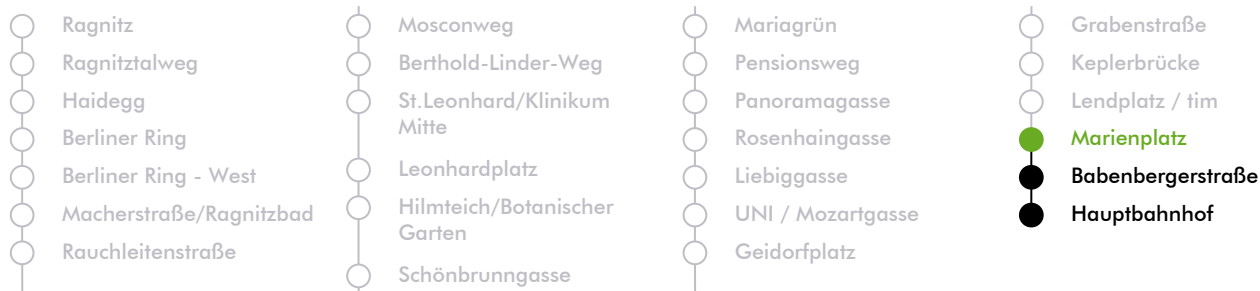 Ragnitz
Ragnitztalweg
Haidegg
Berliner Ring
Berliner Ring - West
Macherstraße/Ragnitzbad
Rauchleitenstraße
Mosconweg
Berthold-Linder-Weg
St.Leonhard/Klinikum
Mitte
Leonhardplatz
Hilmteich/Botanischer
Garten
Schönbrunngasse
Mariagrün
Pensionsweg
Panoramagasse
Rosenhaingasse
Liebiggasse
UNI / Mozartgasse
Geidorfplatz
Grabenstraße
Keplerbrücke
Lendplatz / tim
Marienplatz
Babenbergerstraße
Hauptbahnhof